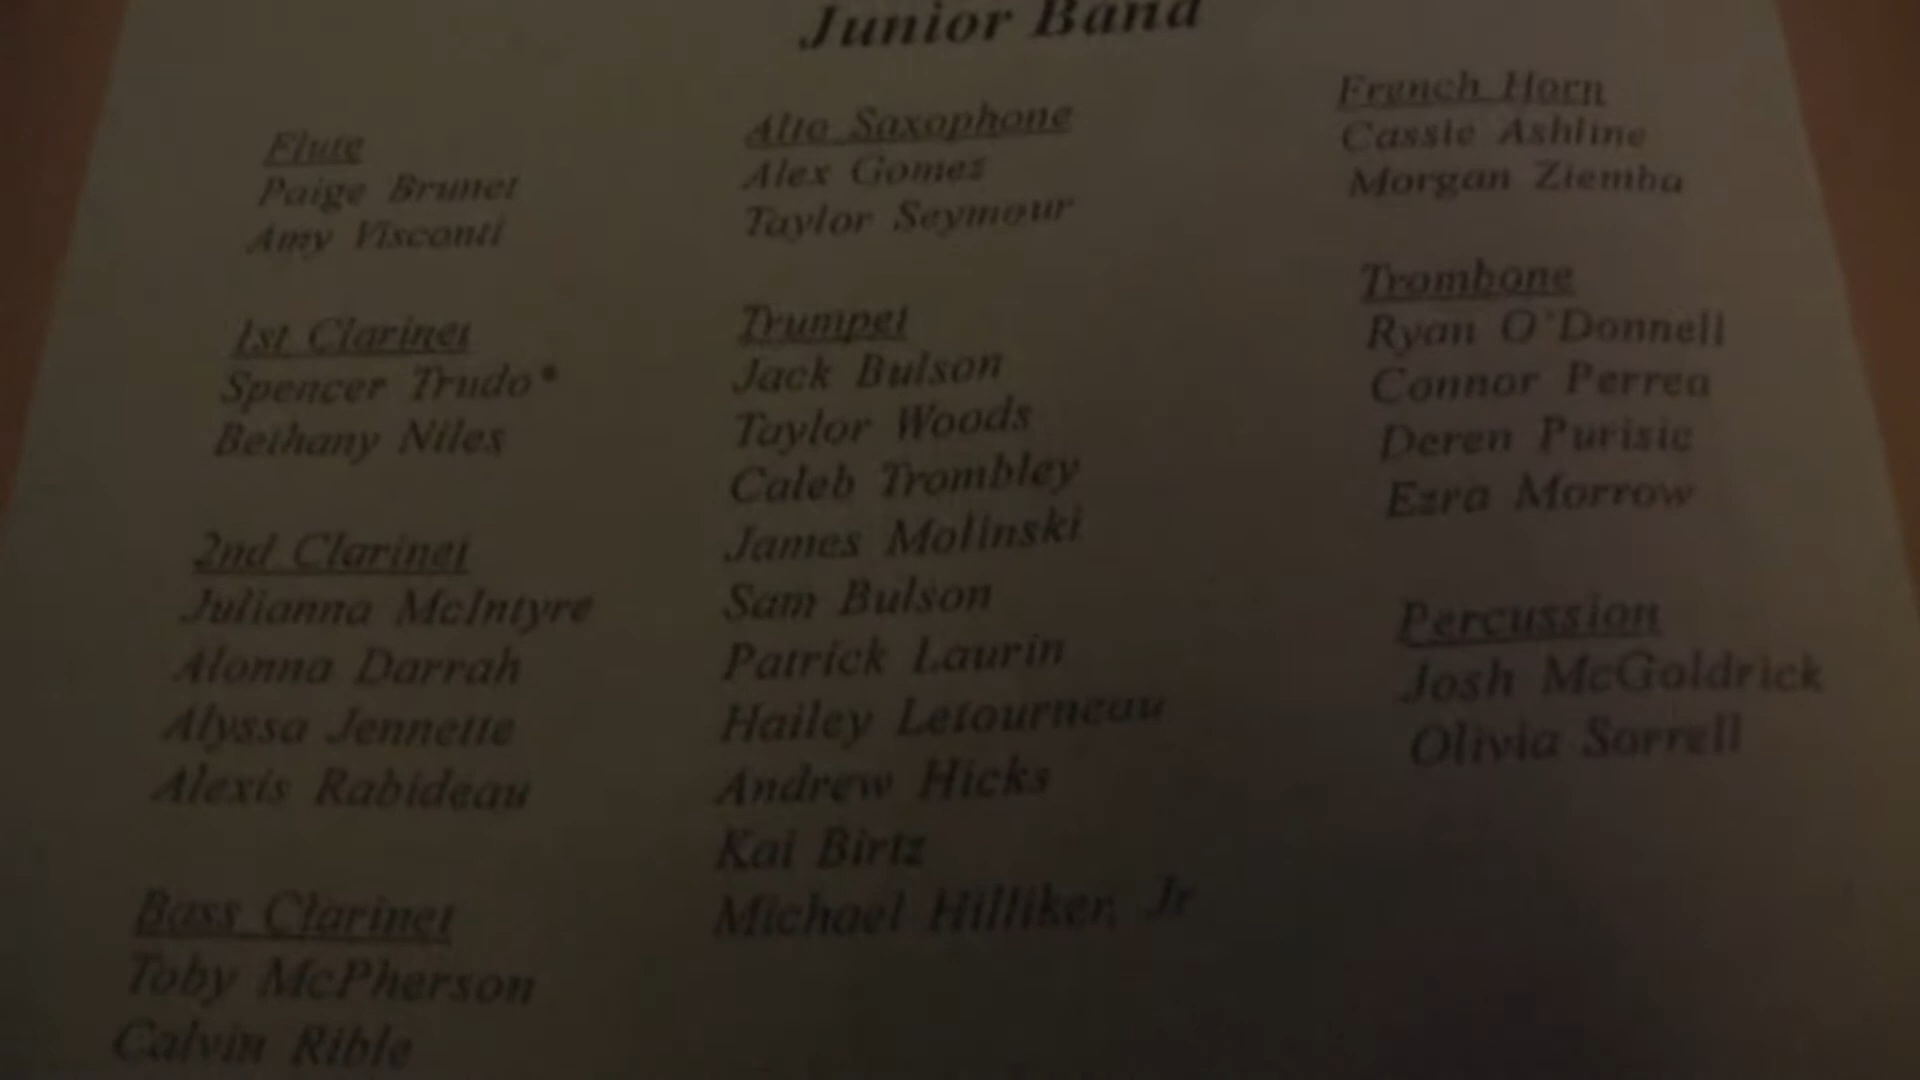 Junior Band
Flute
Paige Brunet
Amy Visconti
1st Clarinet
Spencer Trudo*
Bethany Niles
2nd Clarinet
Julianna McIntyre
Alonna Darrah
Alyssa Jennette
Alexis Rabideau
Bass Clarinet
Toby McPherson
Calvin Rible
Alto Saxophone
Alex Gomez
Taylor Seymour
Trumpet
Jack Bulson
Taylor Woods
Caleb Trombley
James Molinski
Sam Bulson
Patrick Laurin
Hailey Letourneau
Andrew Hicks
Kai Birtz
Michael Hilliker, Jr
French Horn
Cassie Ashline
Morgan Ziemba
Trombone
Ryan O'Donnell
Connor Perrea
Deren Purisic
Ezra Morrow
Percussion
Josh McGoldrick
Olivia Sorrell